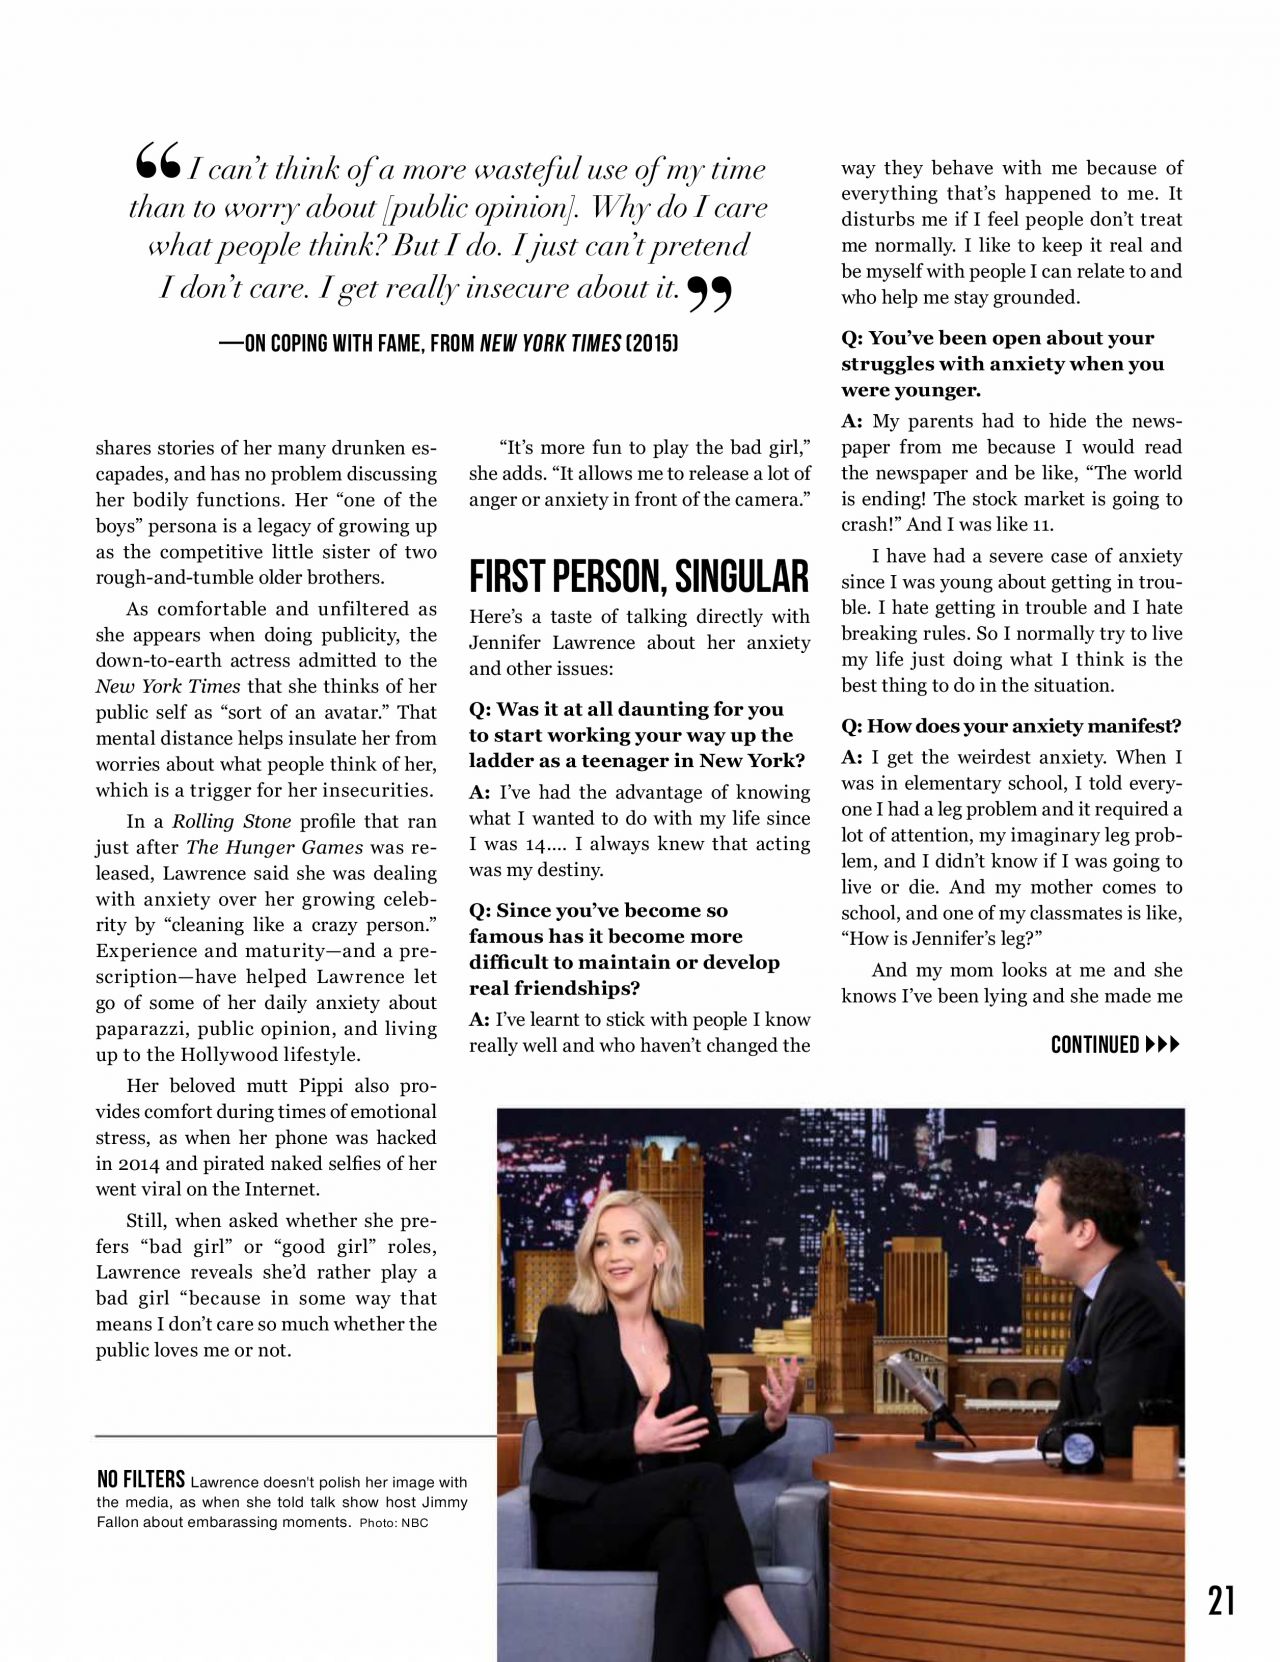 “ I can’t think of a more wasteful use of my time
than to worry about [public opinion]. Why do I care
what people think? But I do. I just can’t pretend
I don’t care. I get really insecure about it. ”
—ON COPING WITH FAME, FROM NEW YORK TIMES (2015)
shares stories of her many drunken es-
capades, and has no problem discussing
her bodily functions. Her “one of the
boys” persona is a legacy of growing up
as the competitive little sister of two
rough-and-tumble older brothers.
As comfortable and unfiltered as
she appears when doing publicity, the
down-to-earth actress admitted to the
New York Times that she thinks of her
public self as “sort of an avatar.” That
mental distance helps insulate her from
worries about what people think of her,
which is a trigger for her insecurities.
In a Rolling Stone profile that ran
just after The Hunger Games was re-
leased, Lawrence said she was dealing
with anxiety over her growing celeb-
rity by “cleaning like a crazy person.”
Experience and maturity—and a pre-
scription—have helped Lawrence let
go of some of her daily anxiety about
paparazzi, public opinion, and living
up to the Hollywood lifestyle.
Her beloved mutt Pippi also pro-
vides comfort during times of emotional
stress, as when her phone was hacked
in 2014 and pirated naked selfies of her
went viral on the Internet.
Still, when asked whether she pre-
fers “bad girl” or “good girl” roles,
Lawrence reveals she’d rather play a
bad girl “because in some way that
means I don’t care so much whether the
public loves me or not.
“It’s more fun to play the bad girl,”
she adds. “It allows me to release a lot of
anger or anxiety in front of the camera.”
FIRST PERSON, SINGULAR
Here’s a taste of talking directly with
Jennifer Lawrence about her anxiety
and other issues:
Q: Was it at all daunting for you
to start working your way up the
ladder as a teenager in New York?
A: I’ve had the advantage of knowing
what I wanted to do with my life since
I was 14.... I always knew that acting
was my destiny.
Q: Since you’ve become so
famous has it become more
difficult to maintain or develop
real friendships?
A: I’ve learnt to stick with people I know
really well and who haven’t changed the
way they behave with me because of
everything that’s happened to me. It
disturbs me if I feel people don’t treat
me normally. I like to keep it real and
be myself with people I can relate to and
who help me stay grounded.
Q: You’ve been open about your
struggles with anxiety when you
were younger.
A: My parents had to hide the news-
paper from me because I would read
the newspaper and be like, “The world
is ending! The stock market is going to
crash!” And I was like 11.
I have had a severe case of anxiety
since I was young about getting in trou-
ble. I hate getting in trouble and I hate
breaking rules. So I normally try to live
my life just doing what I think is the
best thing to do in the situation.
Q: How does your anxiety manifest?
A: I get the weirdest anxiety. When I
was in elementary school, I told every-
one I had a leg problem and it required a
lot of attention, my imaginary leg prob-
lem, and I didn’t know if I was going to
live or die. And my mother comes to
school, and one of my classmates is like,
“How is Jennifer’s leg?”
And my mom looks at me and she
knows I’ve been lying and she made me
CONTINUED
NO FILTERS Lawrence doesn't polish her image with
the media, as when she told talk show host Jimmy
Fallon about embarassing moments. Photo: NBC
21